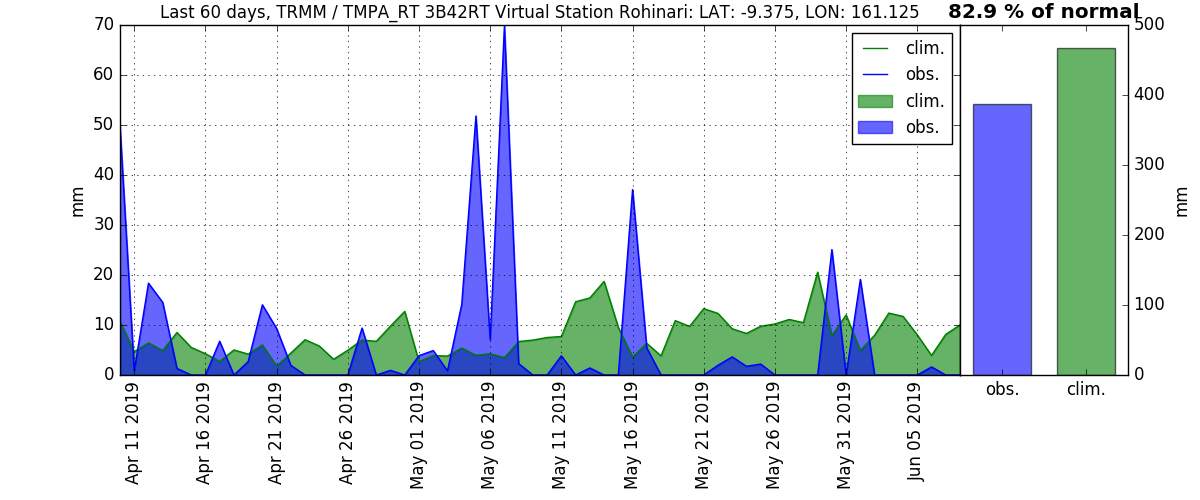 Last 60 days, TRMM / TMPA_RT 3B42RT Virtual Station Rohinari: LAT: -9.375, LON: 161.125
82.9 % of normal
70
60
50
40
30
20
10
0
mm
clim.
obs.
clim.
obs.
500
400
300
200
100
0
mm
obs.
clim.
Apr 11 2019
Apr 16 2019
Apr 21 2019
Apr 26 2019
May 01 2019
May 06 2019
May 11 2019
May 16 2019
May 21 2019
May 26 2019
May 31 2019
Jun 05 2019